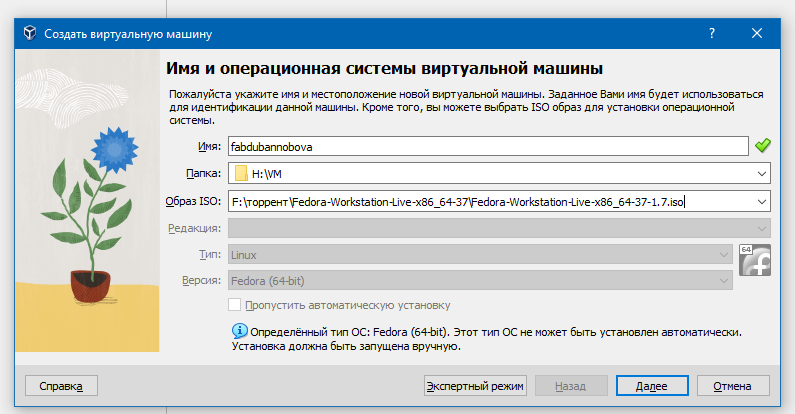 Создать виртуальную машину
Имя и операционная системы виртуальной машины
Пожалуйста укажите имя и местоположение новой виртуальной машины. Заданное Вами имя будет использоваться
для идентификации данной машины. Кроме того, вы можете выбрать ISO образ для установки операционной
системы.
Имя: fabdubannobova
Папка: H:\VM
Образ ISO: F:\торрент\Fedora-Workstation-Live-x86_64-37\Fedora-Workstation-Live-x86_64-37-1.7.iso
Редакция:
Тип: Linux
64
Версия: Fedora (64-bit)
Пропустить автоматическую установку
Определённый тип ОС: Fedora (64-bit). Этот тип ОС не может быть установлен автоматически.
Установка должна быть запущена вручную.
Справка Экспертный режим Назад Далее Отмена